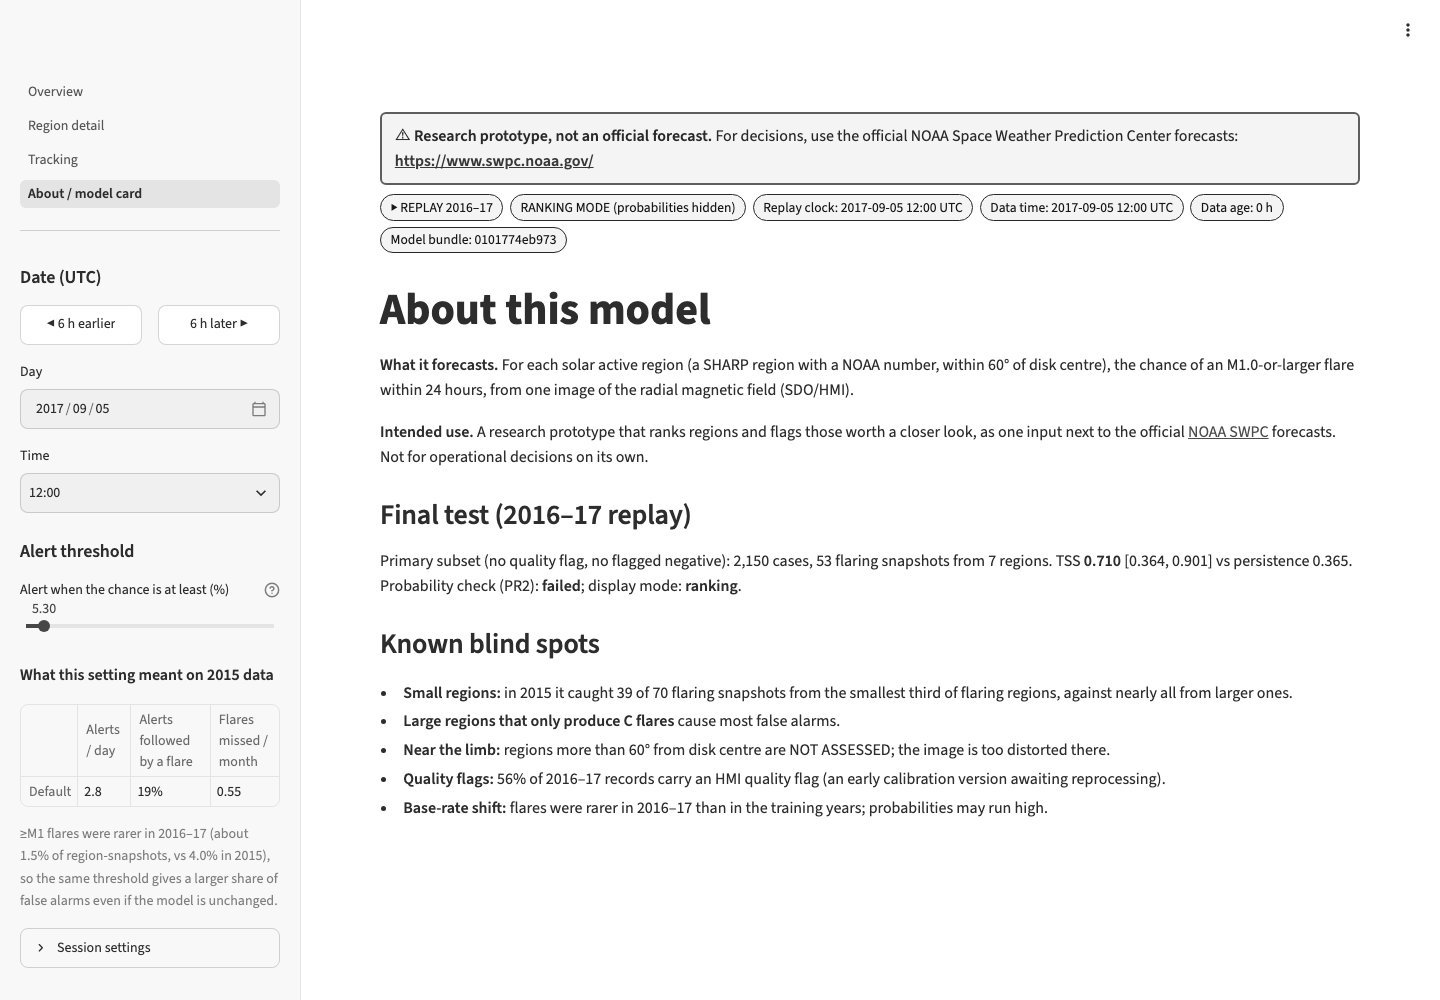 Overview
Region detail
Tracking
About / model card
Date (UTC)
◂ 6 h earlier
6 h later ▸
Day
2017/09/05
Time
12:00
Alert threshold
Alert when the chance is at least (%)
5.30
What this setting meant on 2015 data
Alerts / day
Alerts followed by a flare
Flares missed / month
Default 2.8 19% 0.55
≥M1 flares were rarer in 2016–17 (about
1.5% of region-snapshots, vs 4.0% in 2015),
so the same threshold gives a larger share of
false alarms even if the model is unchanged.
Session settings
⚠ Research prototype, not an official forecast. For decisions, use the official NOAA Space Weather Prediction Center forecasts:
https://www.swpc.noaa.gov/
▸ REPLAY 2016–17
RANKING MODE (probabilities hidden)
Replay clock: 2017-09-05 12:00 UTC
Data time: 2017-09-05 12:00 UTC
Data age: 0 h
Model bundle: 0101774eb973
About this model
What it forecasts. For each solar active region (a SHARP region with a NOAA number, within 60° of disk centre), the chance of an M1.0-or-larger flare
within 24 hours, from one image of the radial magnetic field (SDO/HMI).
Intended use. A research prototype that ranks regions and flags those worth a closer look, as one input next to the official NOAA SWPC forecasts.
Not for operational decisions on its own.
Final test (2016–17 replay)
Primary subset (no quality flag, no flagged negative): 2,150 cases, 53 flaring snapshots from 7 regions. TSS 0.710 [0.364, 0.901] vs persistence 0.365.
Probability check (PR2): failed; display mode: ranking.
Known blind spots
• Small regions: in 2015 it caught 39 of 70 flaring snapshots from the smallest third of flaring regions, against nearly all from larger ones.
• Large regions that only produce C flares cause most false alarms.
• Near the limb: regions more than 60° from disk centre are NOT ASSESSED; the image is too distorted there.
• Quality flags: 56% of 2016–17 records carry an HMI quality flag (an early calibration version awaiting reprocessing).
• Base-rate shift: flares were rarer in 2016–17 than in the training years; probabilities may run high.